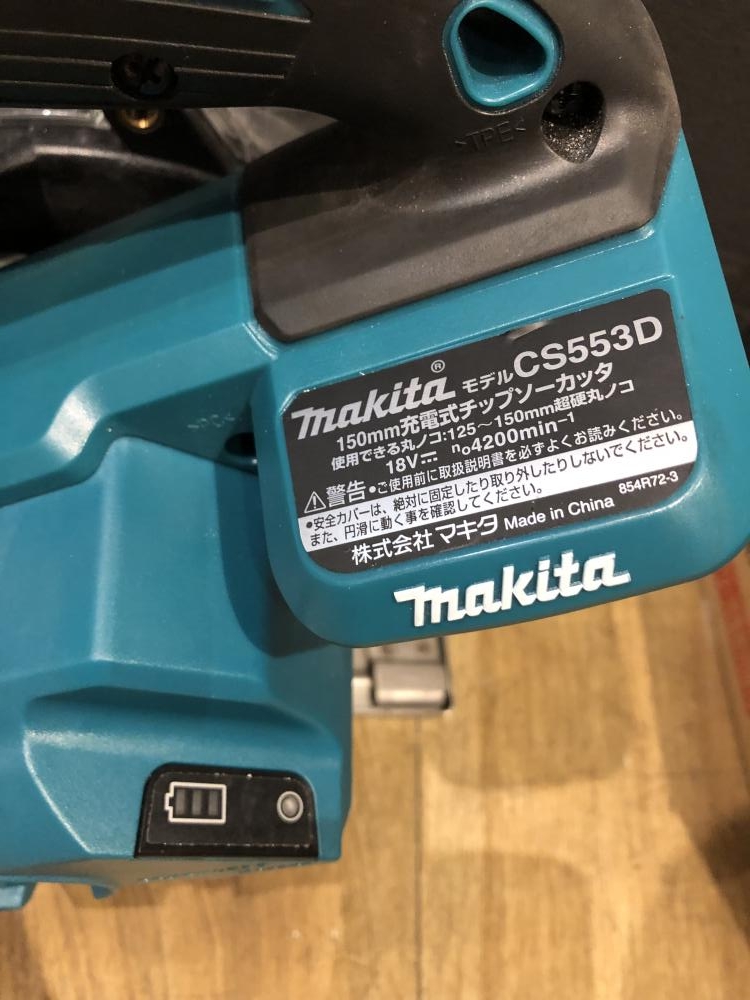 >TPE<
makita® モデル CS553D
150mm充電式チップソーカッタ
使用できる丸ノコ:125～150mm超硬丸ノコ
18V⎓ n₀4200min⁻¹
⚠警告 •ご使用前に取扱説明書を必ずよくお読みください。
•安全カバーは、絶対に固定したり取り外したりしないでください。
また、円滑に動く事を確認してください。
株式会社マキタ Made in China 854R72-3
makita